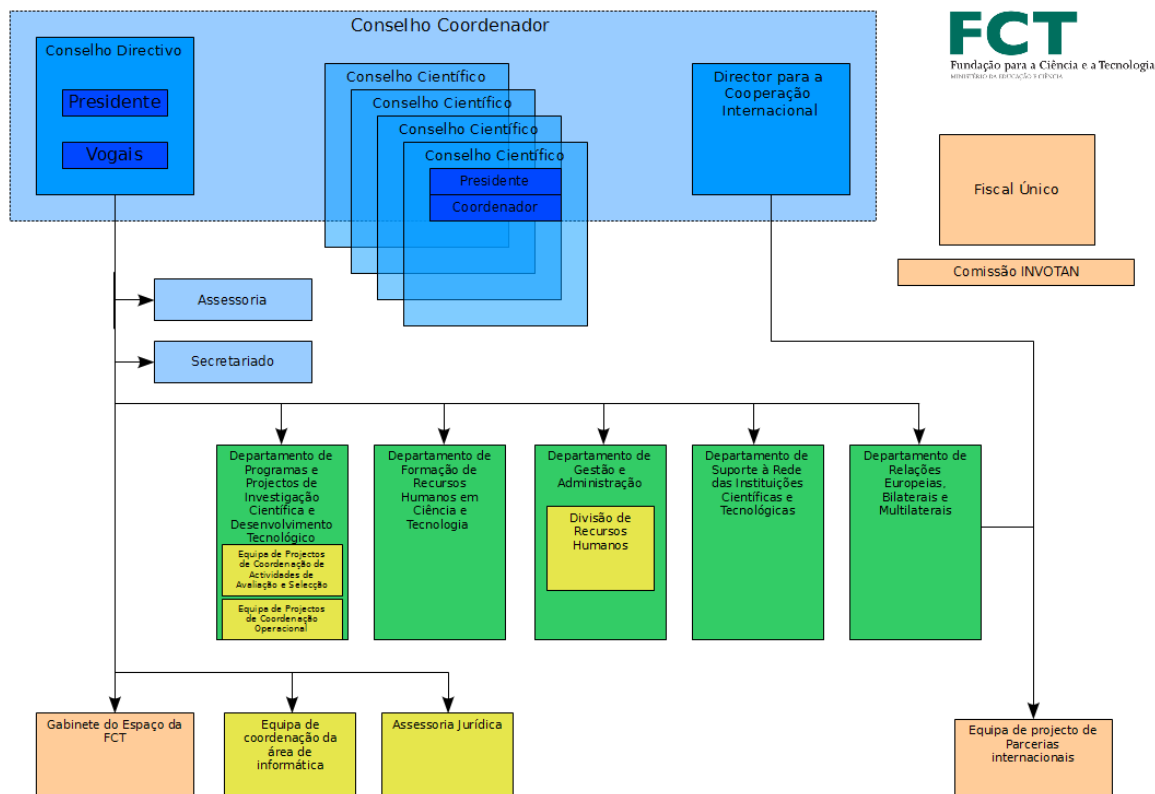 Conselho Coordenador
FCT
Fundação para a Ciência e a Tecnologia
MINISTÉRIO DA EDUCAÇÃO E CIÊNCIA
Conselho Directivo
Presidente
Vogais
Conselho Científico
Conselho Científico
Conselho Científico
Conselho Científico
Presidente
Coordenador
Director para a
Cooperação
Internacional
Fiscal Único
Comissão INVOTAN
Assessoria
Secretariado
Departamento de
Programas e
Projectos de
Investigação
Científica e
Desenvolvimento
Tecnológico
Equipa de Projectos
de Coordenação de
Actividades de
Avaliação e Selecção
Equipa de Projectos
de Coordenação
Operacional
Departamento de
Formação de
Recursos
Humanos em
Ciência e
Tecnologia
Departamento de
Gestão e
Administração
Divisão de
Recursos
Humanos
Departamento de
Suporte à Rede
das Instituições
Científicas e
Tecnológicas
Departamento de
Relações
Europeias,
Bilaterais e
Multilaterais
Gabinete do Espaço da
FCT
Equipa de
coordenação da
área de
informática
Assessoria Jurídica
Equipa de projecto de
Parcerias
internacionais